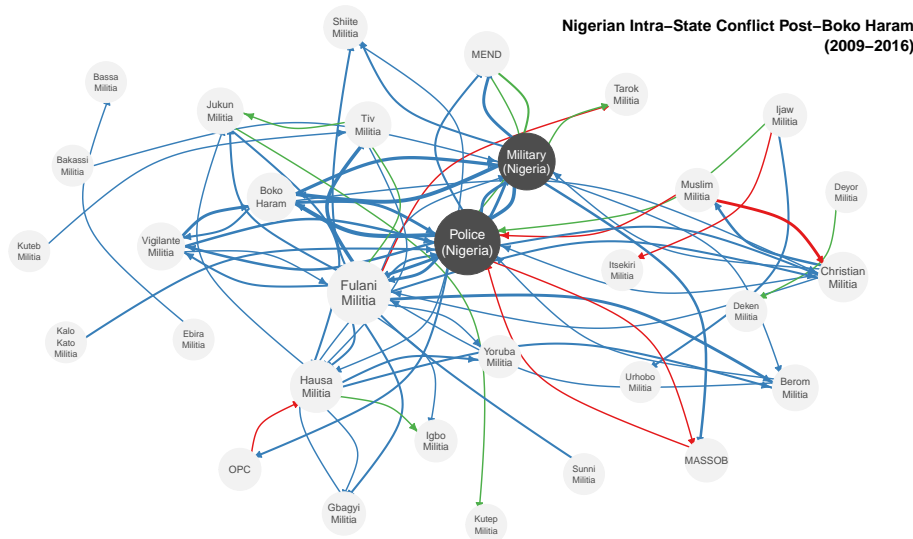 Nigerian Intra−State Conflict Post−Boko Haram
(2009−2016)
Shiite
Militia
MEND
Bassa
Militia
Tarok
Militia
Jukun
Militia
Tiv
Militia
Ijaw
Militia
Military
(Nigeria)
Bakassi
Militia
Boko
Haram
Muslim
Militia
Deyor
Militia
Kuteb
Militia
Vigilante
Militia
Police
(Nigeria)
Itsekiri
Militia
Christian
Militia
Fulani
Militia
Deken
Militia
Kalo
Kato
Militia
Ebira
Militia
Yoruba
Militia
Hausa
Militia
Urhobo
Militia
Berom
Militia
Igbo
Militia
OPC
MASSOB
Sunni
Militia
Gbagyi
Militia
Kutep
Militia